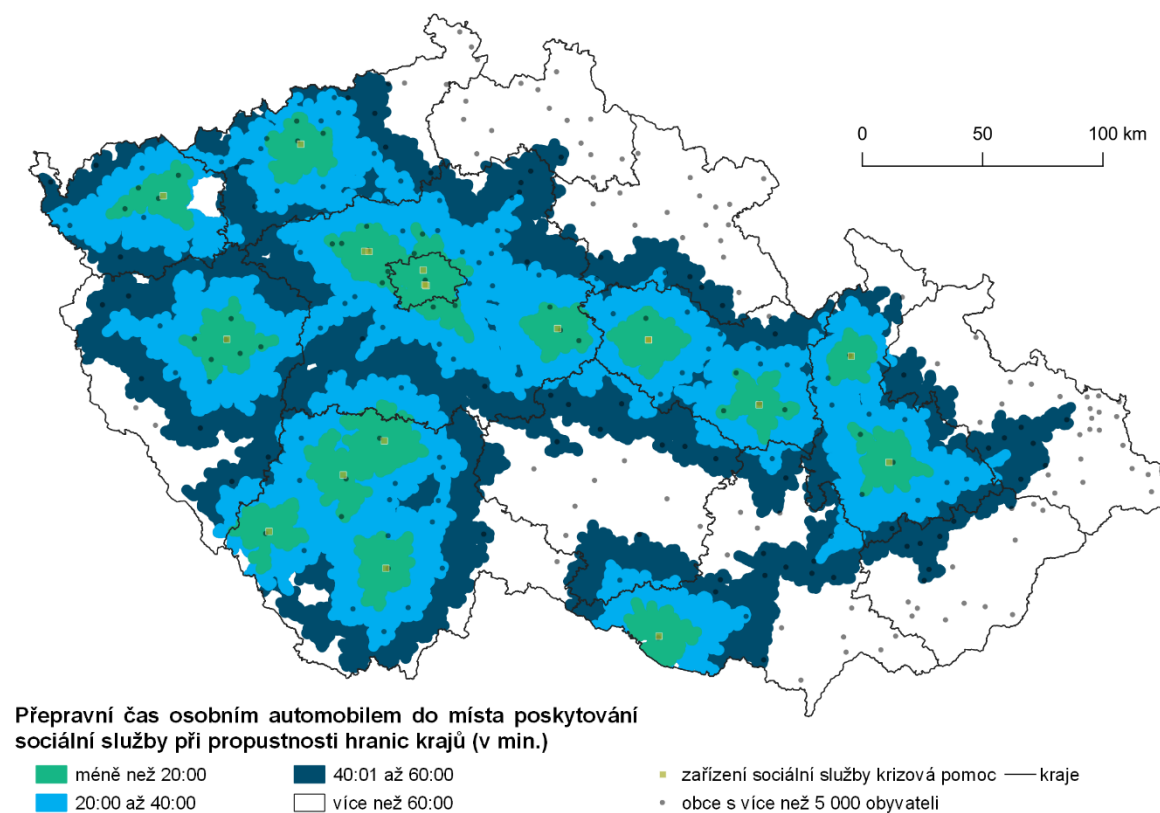 0 50 100 km
Přepravní čas osobním automobilem do místa poskytování
sociální služby při propustnosti hranic krajů (v min.)
méně než 20:00
40:01 až 60:00
zařízení sociální služby krizová pomoc
kraje
20:00 až 40:00
více než 60:00
obce s více než 5 000 obyvateli